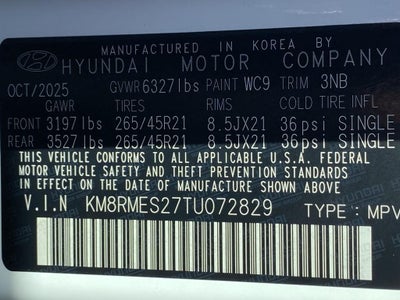 MANUFACTURED IN KOREA BY
HYUNDAI MOTOR COMPANY
OCT/2025 GVWR 6327lbs PAINT WC9 TRIM 3NB
GAWR TIRES RIMS COLD TIRE INFL
FRONT 3197lbs 265/45R21 8.5JX21 36psi SINGLE
REAR 3527lbs 265/45R21 8.5JX21 36psi SINGLE
THIS VEHICLE CONFORMS TO ALL APPLICABLE U.S.A. FEDERAL
MOTOR VEHICLE SAFETY AND THEFT PREVENTION STANDARDS
IN EFFECT ON THE DATE OF MANUFACTURE SHOWN ABOVE.
V.I.N KM8RMES27TU072829 TYPE : MPV